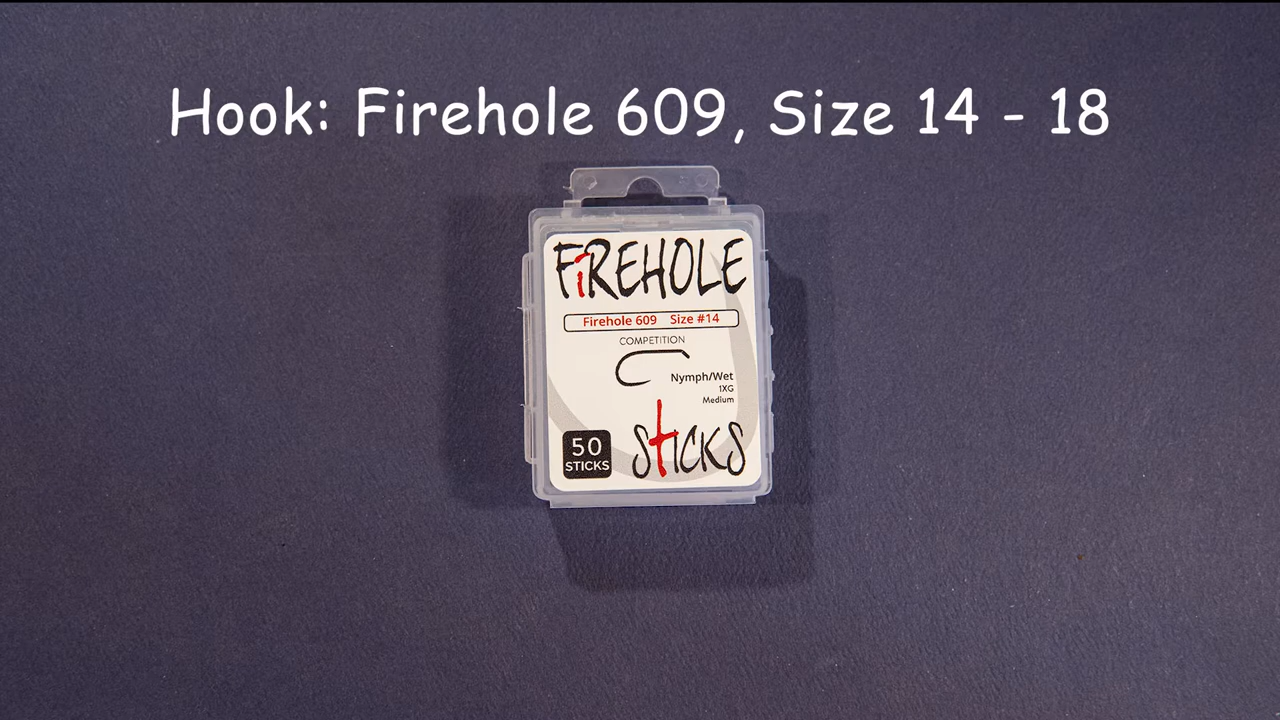 Hook: Firehole 609, Size 14 - 18
FiREHOLE
Firehole 609 Size #14
COMPETITION
Nymph/Wet
1XG
Medium
50
STICKS
StICKS